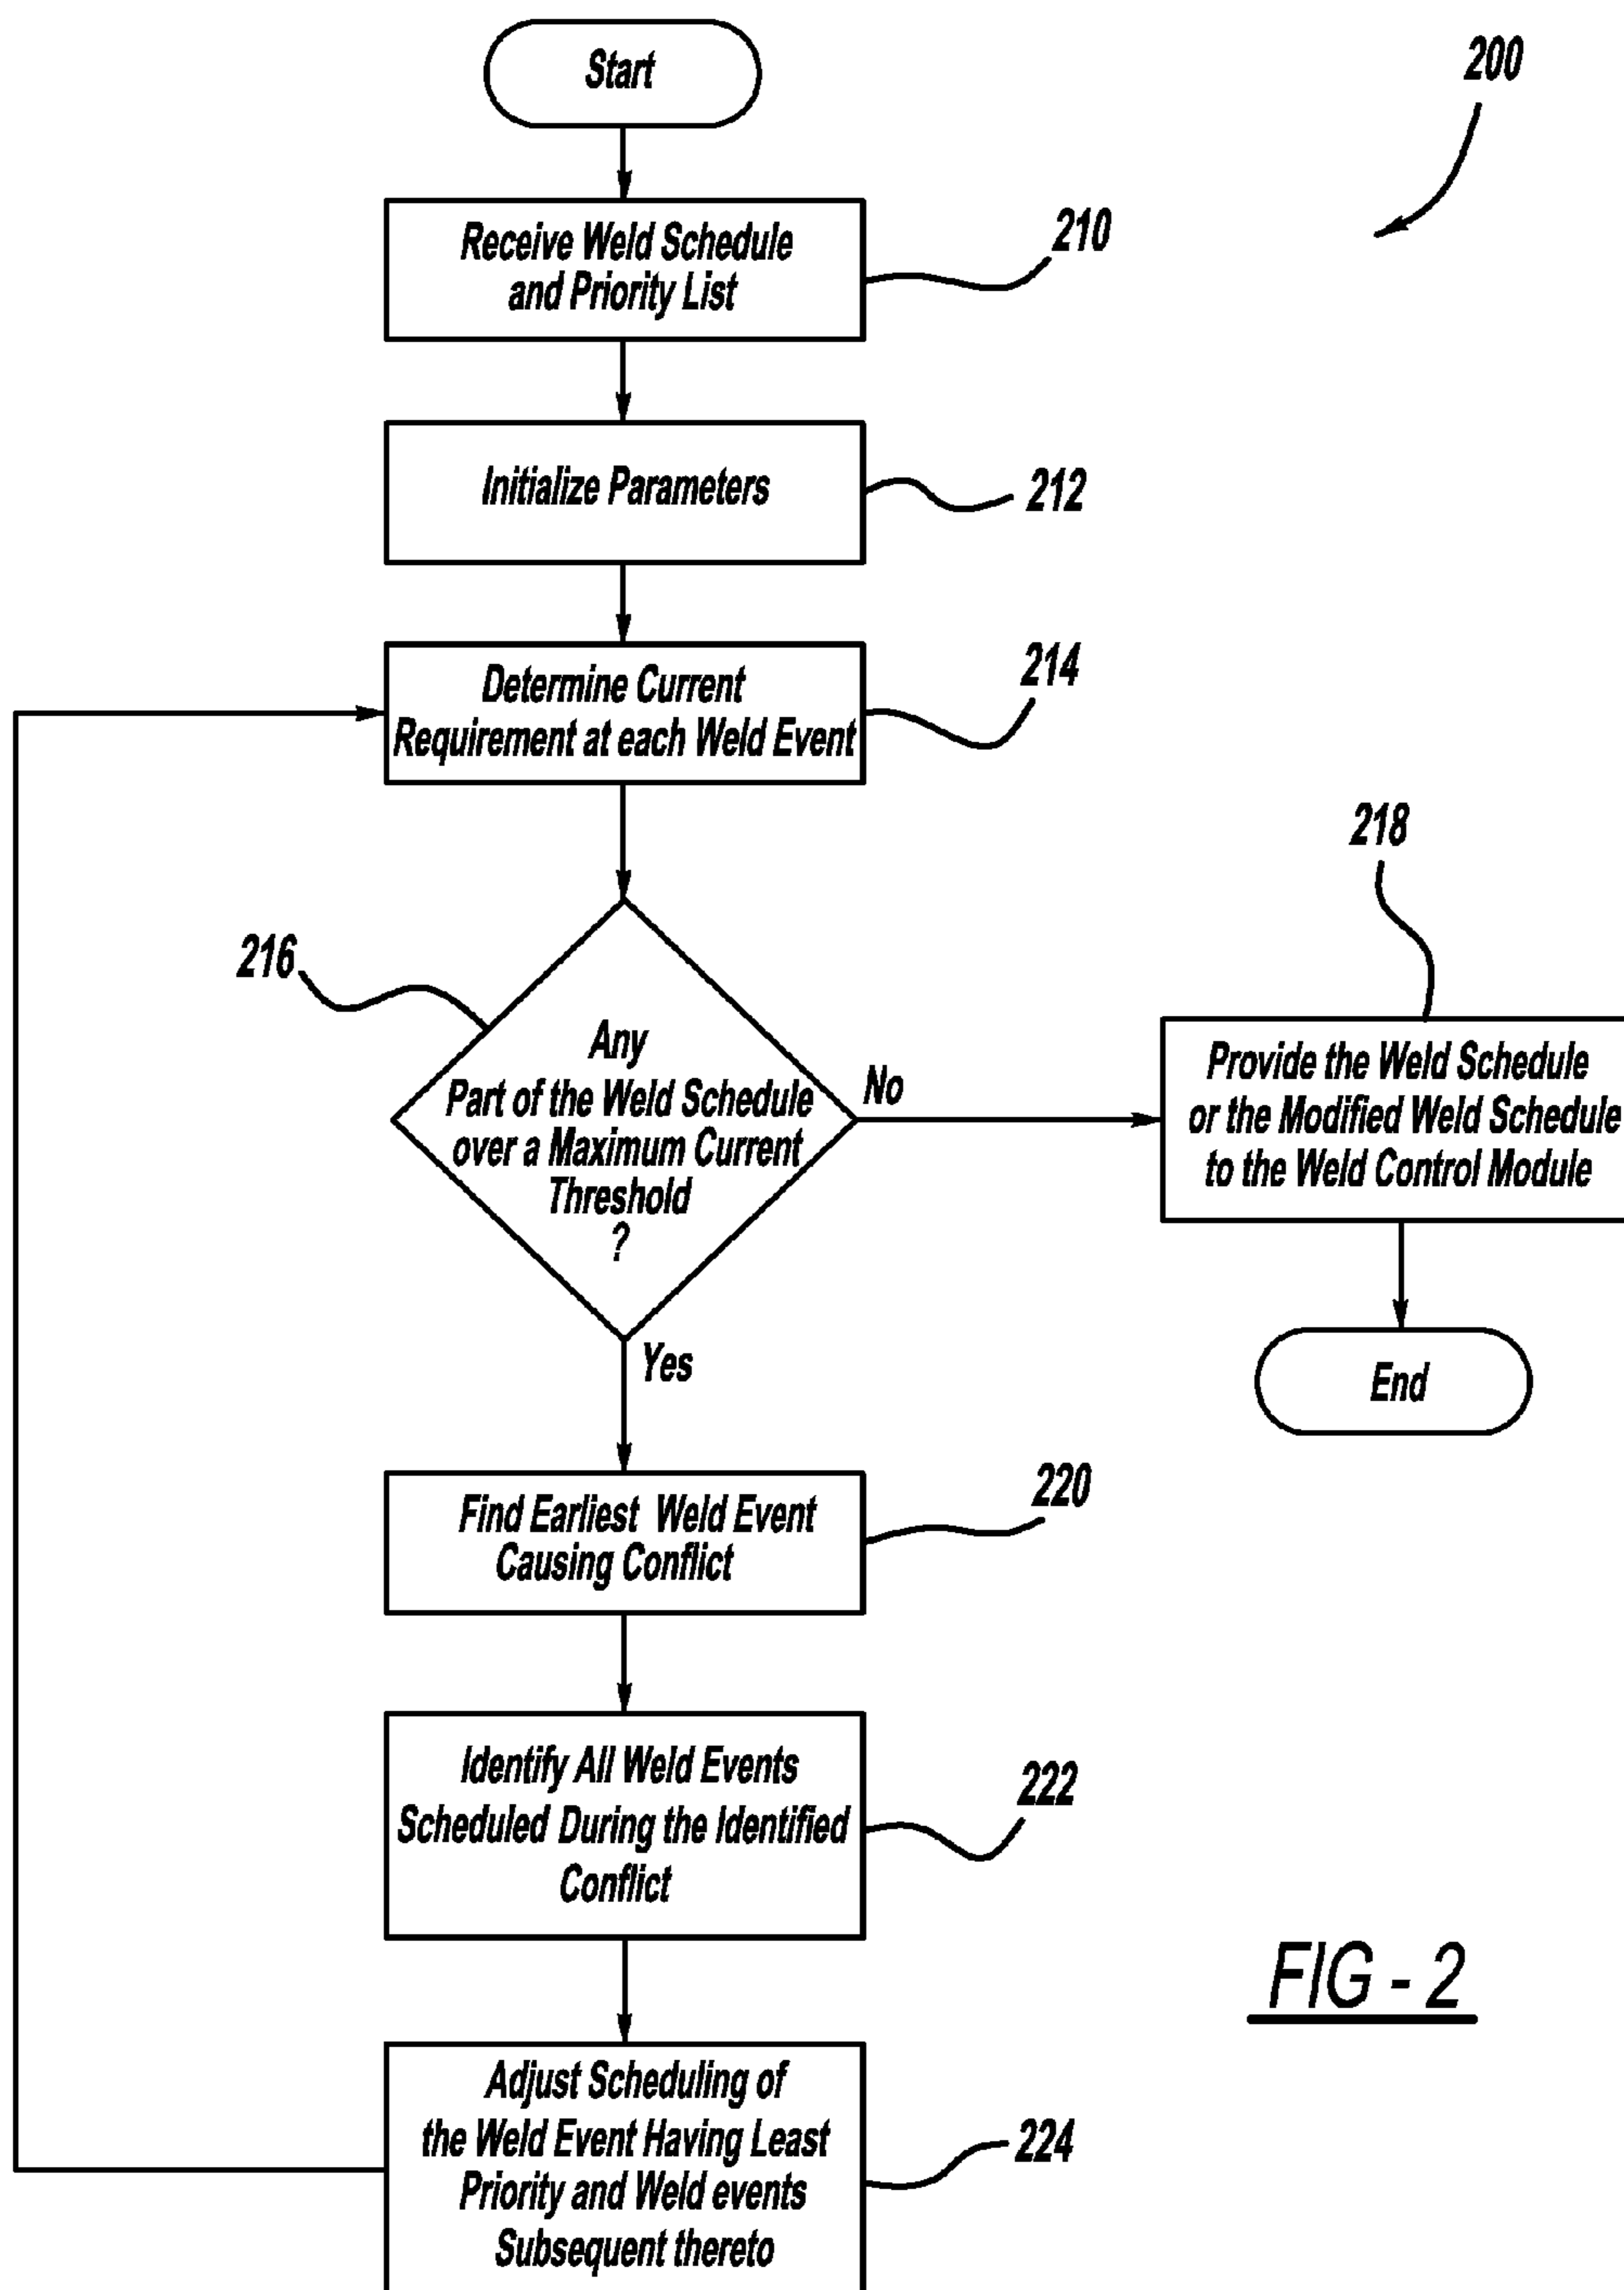 Start
200
Receive Weld Schedule
and Priority List
210
Initialize Parameters
212
Determine Current
Requirement at each Weld Event
214
216
Any
Part of the Weld Schedule
over a Maximum Current
Threshold
?
No
218
Provide the Weld Schedule
or the Modified Weld Schedule
to the Weld Control Module
End
Yes
Find Earliest Weld Event
Causing Conflict
220
Identify All Weld Events
Scheduled During the Identified
Conflict
222
Adjust Scheduling of
the Weld Event Having Least
Priority and Weld events
Subsequent thereto
224
FIG - 2